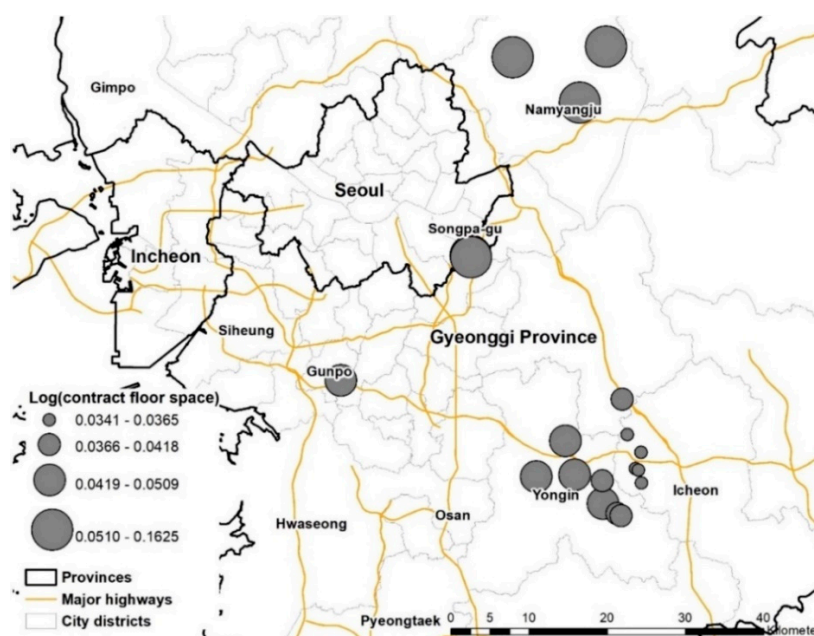 Gimpo
Namyangju
Seoul
Songpa-gu
Incheon
Siheung
Gyeonggi Province
Gunpo
Log(contract floor space)
0.0341 - 0.0365
0.0366 - 0.0418
0.0419 - 0.0509
0.0510 - 0.1625
Yongin
Icheon
Hwaseong
Osan
Provinces
Major highways
City districts
Pyeongtaek
0 5 10 20 30 40
Kilomete